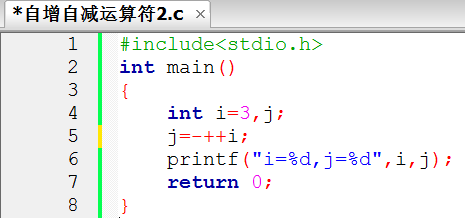 *自增自减运算符2.c ×
1 #include<stdio.h>
2 int main()
3 {
4     int i=3,j;
5     j=-++i;
6     printf("i=%d,j=%d",i,j);
7     return 0;
8 }